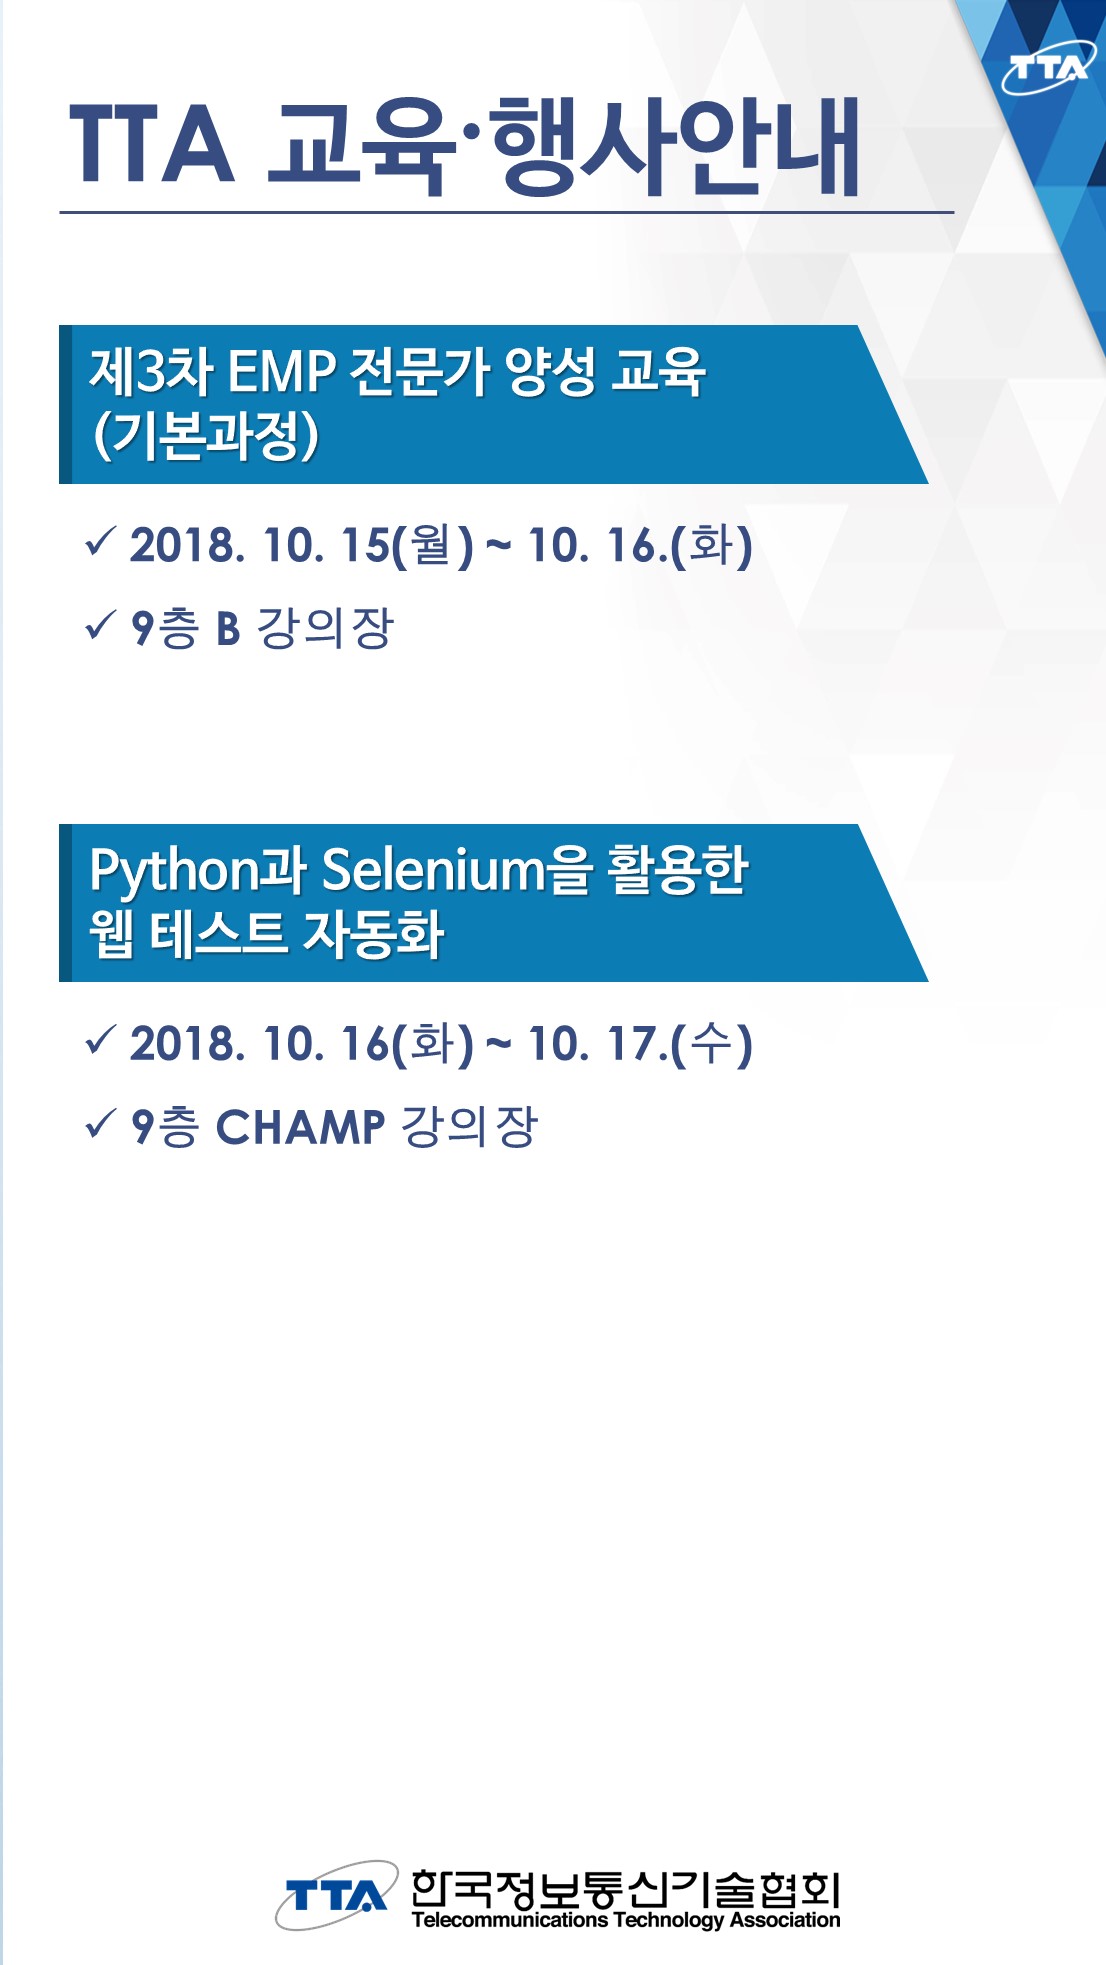 TTA
TTA 교육·행사안내
제3차 EMP 전문가 양성 교육
(기본과정)
✓ 2018. 10. 15(월) ~ 10. 16.(화)
✓ 9층 B 강의장
Python과 Selenium을 활용한
웹 테스트 자동화
✓ 2018. 10. 16(화) ~ 10. 17.(수)
✓ 9층 CHAMP 강의장
TTA 한국정보통신기술협회
Telecommunications Technology Association